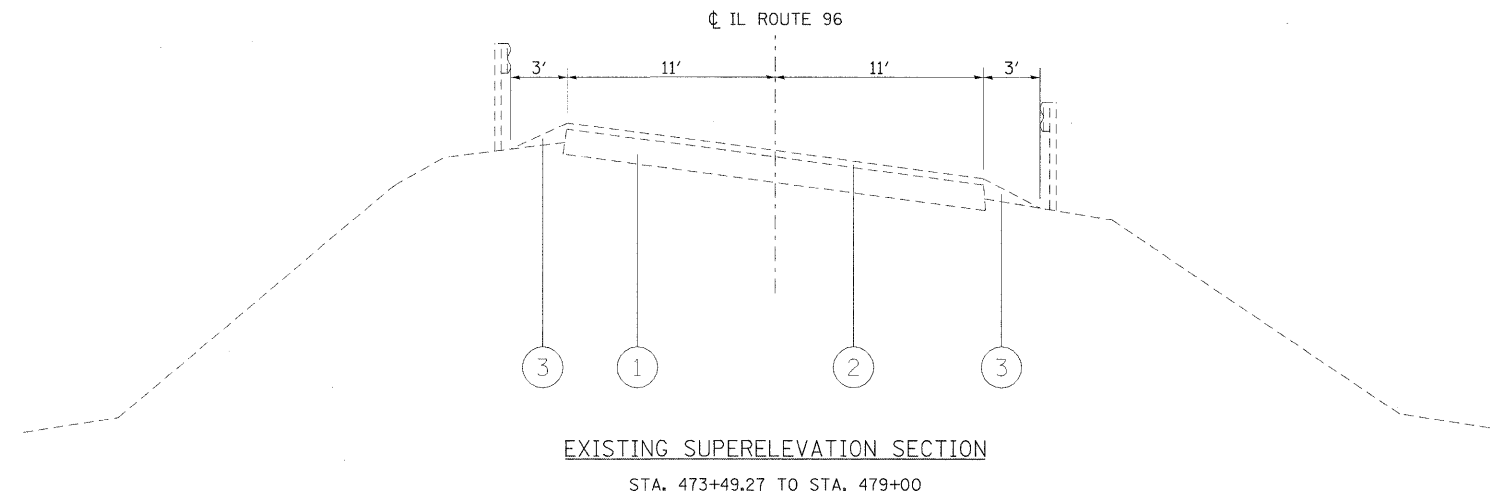 ℄ IL ROUTE 96
3' 11' 11' 3'
3 1 2 3
EXISTING SUPERELEVATION SECTION
STA. 473+49.27 TO STA. 479+00